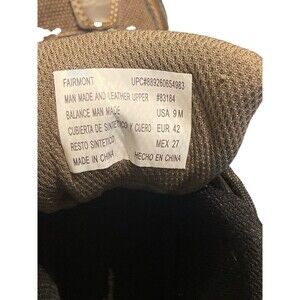 FAIRMONT UPC#889260654983
MAN MADE AND LEATHER UPPER #83184
BALANCE MAN MADE USA 9 M
CUBIERTA DE SINTETICO Y CUERO EUR 42
RESTO SINTETICO MEX 27
MADE IN CHINA HECHO EN CHINA